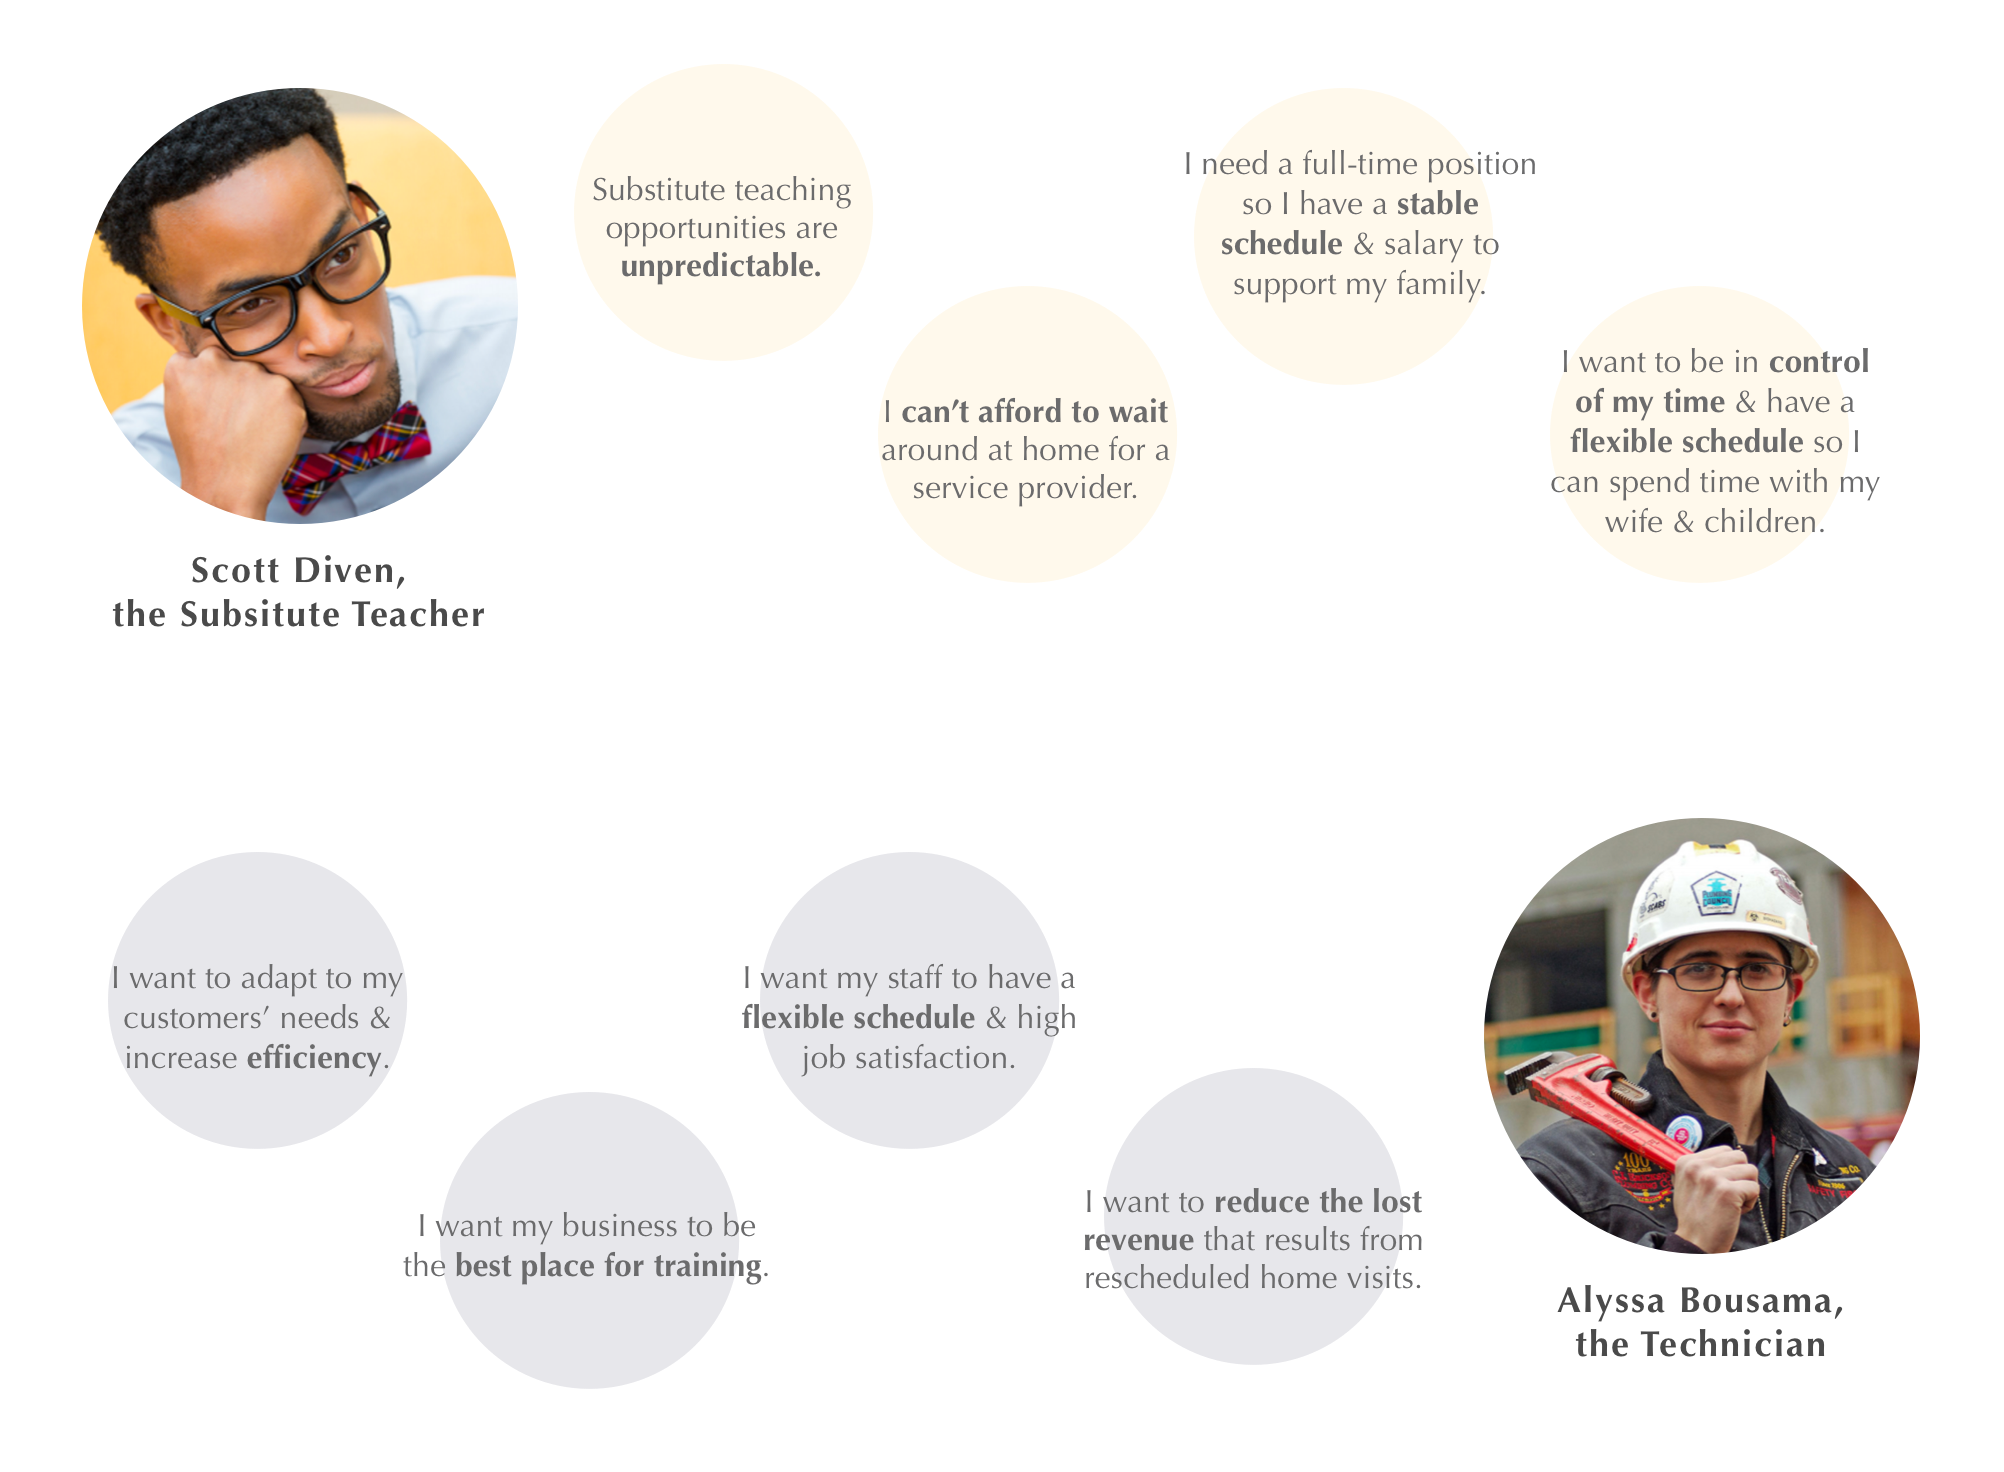 Substitute teaching
opportunities are
unpredictable.
I need a full-time position
so I have a stable
schedule & salary to
support my family.
I can’t afford to wait
around at home for a
service provider.
I want to be in control
of my time & have a
flexible schedule so I
can spend time with my
wife & children.
Scott Diven,
the Subsitute Teacher
I want to adapt to my
customers’ needs &
increase efficiency.
I want my business to be
the best place for training.
I want my staff to have a
flexible schedule & high
job satisfaction.
I want to reduce the lost
revenue that results from
rescheduled home visits.
PLUMBING
COUNCIL
100
Alyssa Bousama,
the Technician